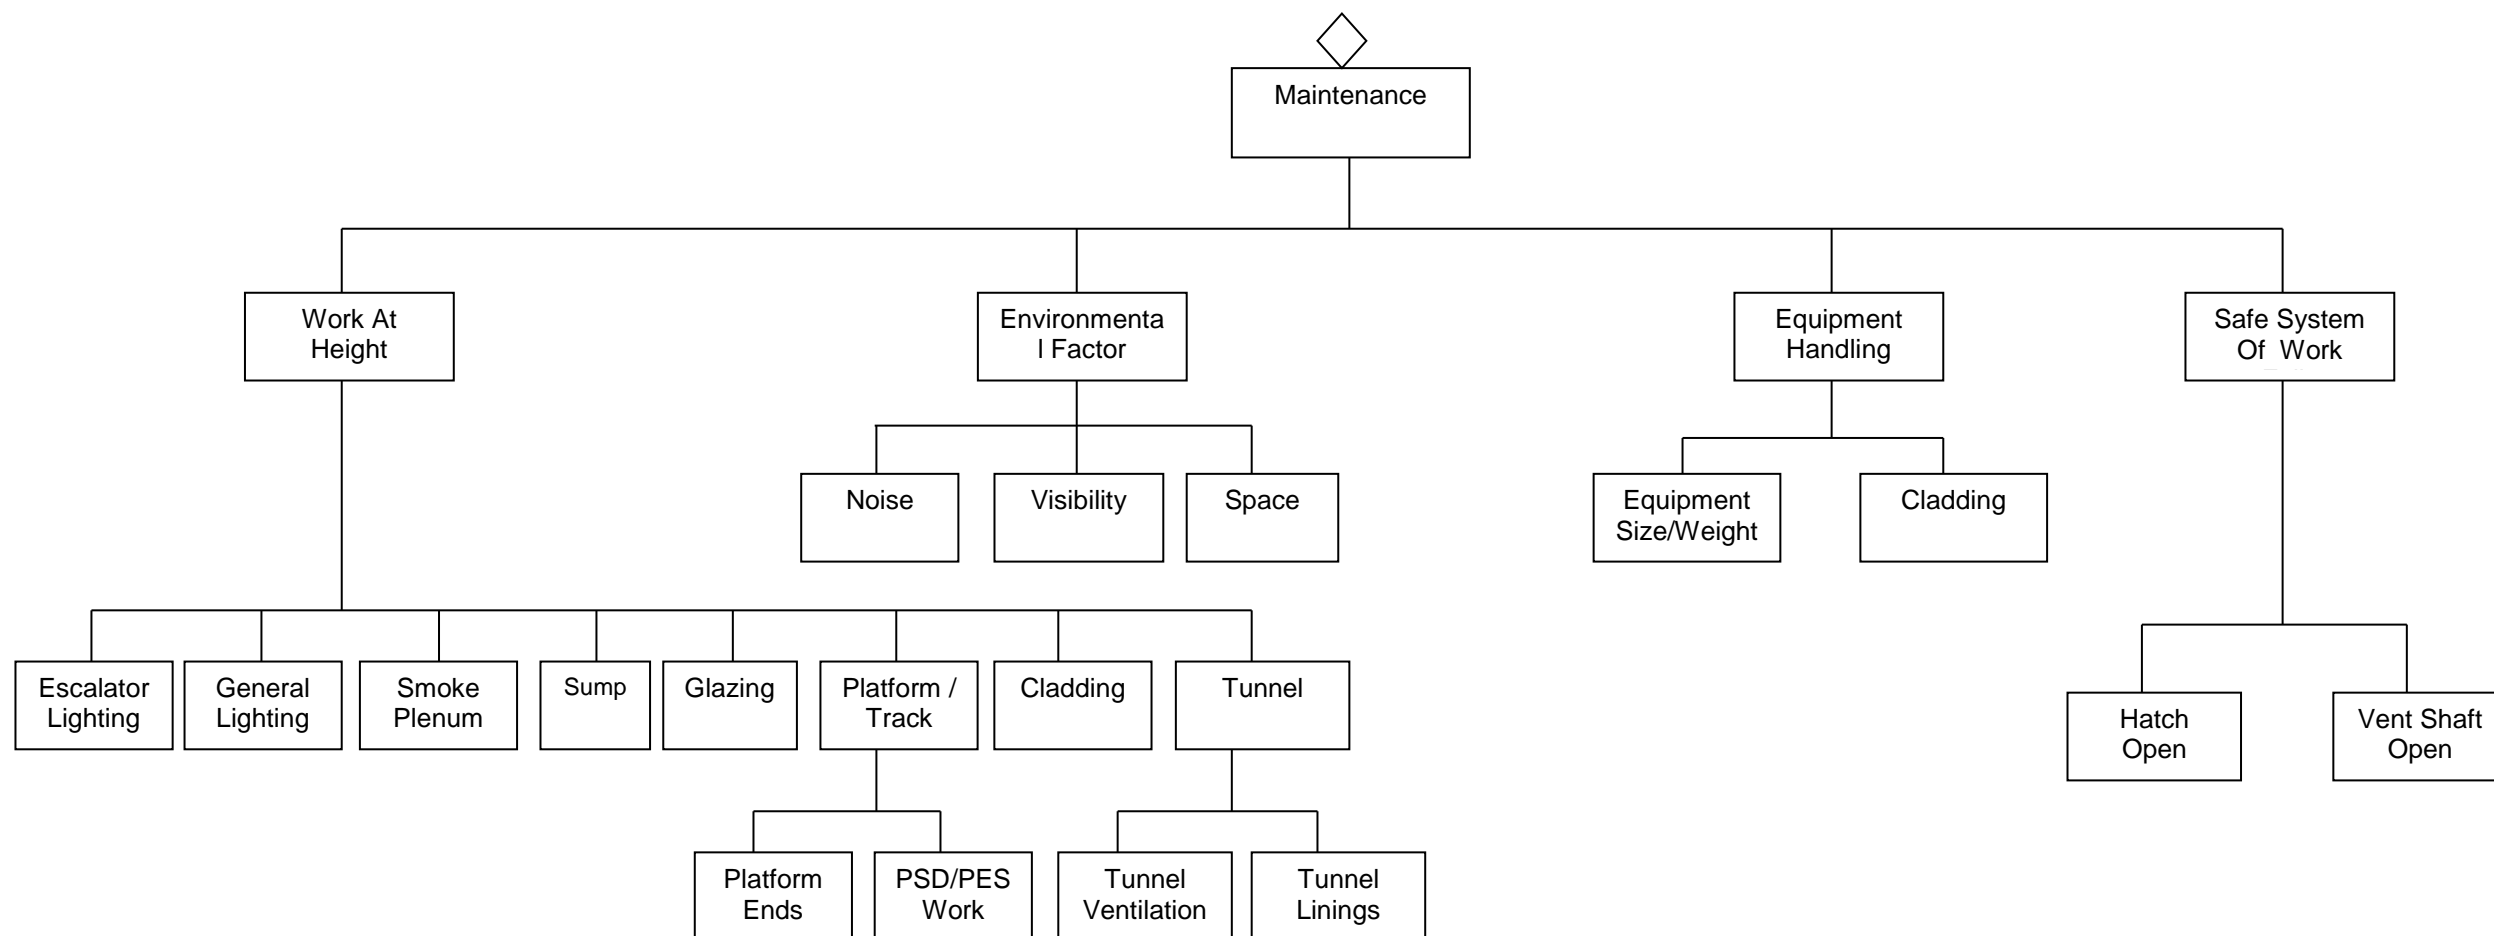 Maintenance
Work At
Height
Environmenta
l Factor
Equipment
Handling
Safe System
Of  Work
Noise
Visibility
Space
Equipment
Size/Weight
Cladding
Escalator
Lighting
General
Lighting
Smoke
Plenum
Sump
Glazing
Platform /
Track
Cladding
Tunnel
Hatch
Open
Vent Shaft
Open
Platform
Ends
PSD/PES
Work
Tunnel
Ventilation
Tunnel
Linings